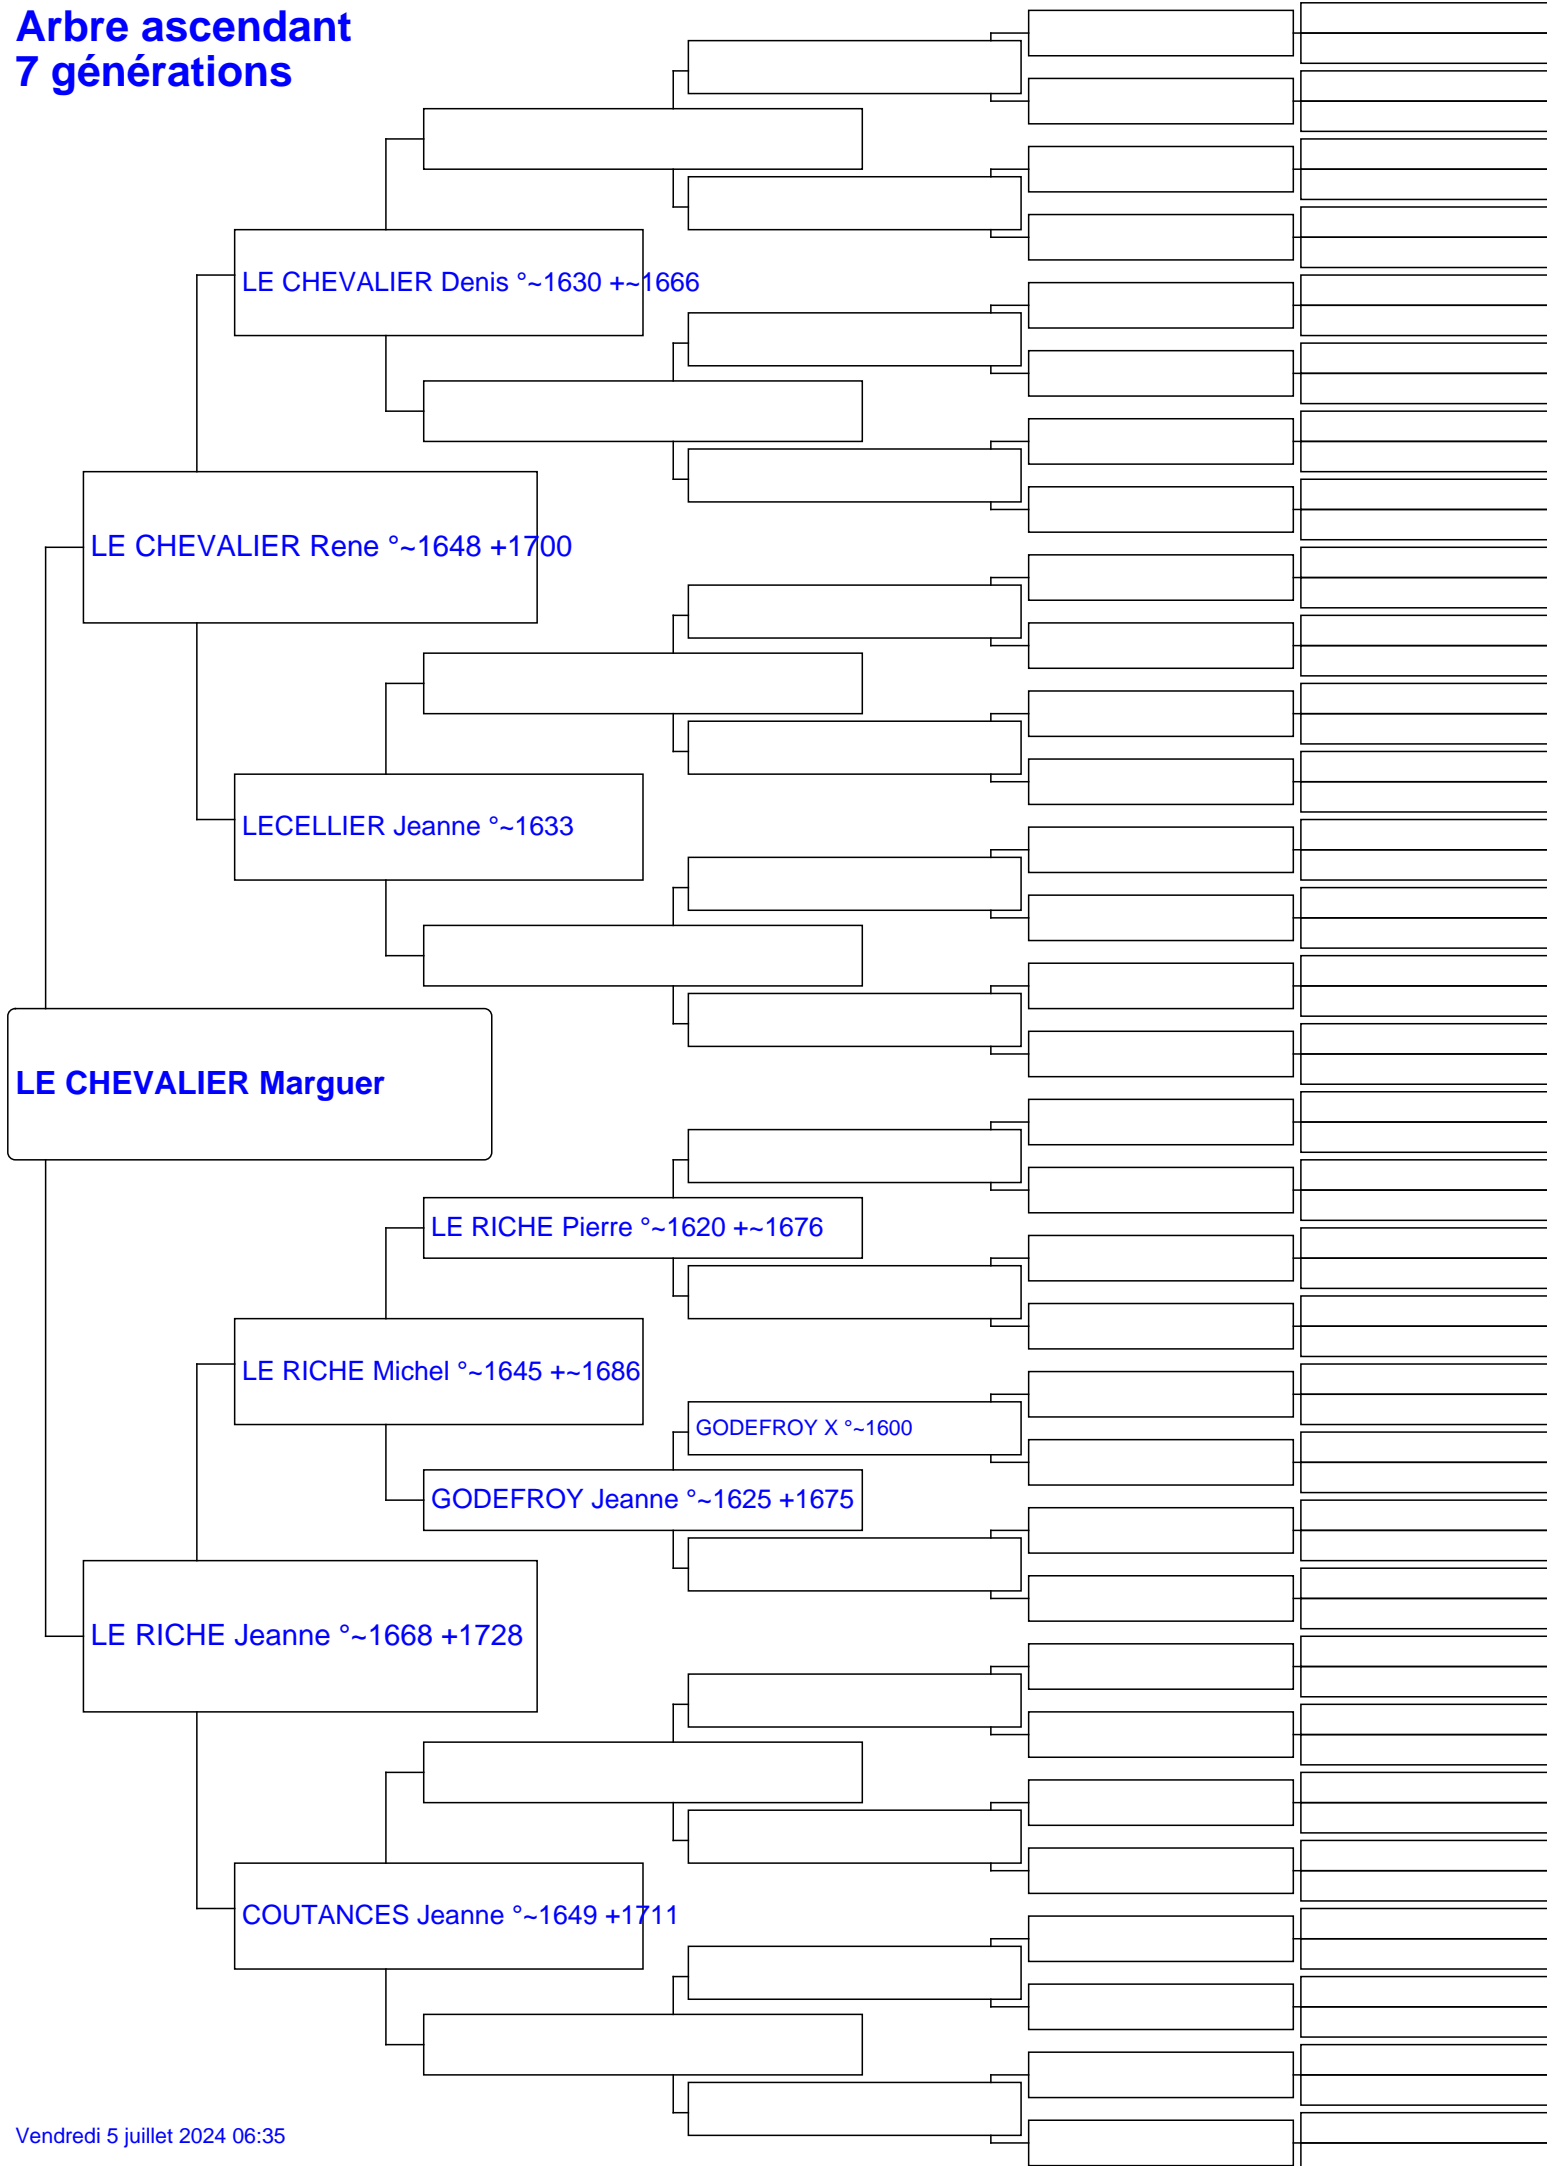 Arbre ascendant
7 générations
LE CHEVALIER Denis °~1630 +~1666
LE CHEVALIER Rene °~1648 +1700
LECELLIER Jeanne °~1633
LE CHEVALIER Marguer
LE RICHE Pierre °~1620 +~1676
LE RICHE Michel °~1645 +~1686
GODEFROY X °~1600
GODEFROY Jeanne °~1625 +1675
LE RICHE Jeanne °~1668 +1728
COUTANCES Jeanne °~1649 +1711
Vendredi 5 juillet 2024 06:35